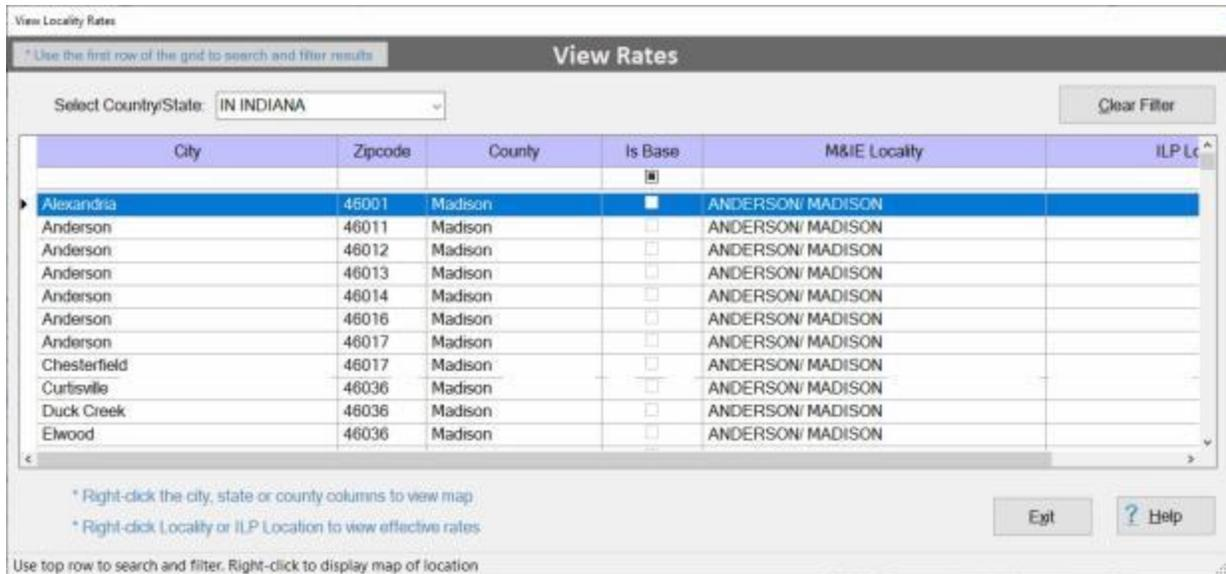 View Locality Rates
* Use the first row of the grid to search and filter results
View Rates
Select Country/State: IN INDIANA
Clear Filter
City Zipcode County Is Base M&IE Locality ILP Lo
Alexandria 46001 Madison ANDERSON/ MADISON
Anderson 46011 Madison ANDERSON/ MADISON
Anderson 46012 Madison ANDERSON/ MADISON
Anderson 46013 Madison ANDERSON/ MADISON
Anderson 46014 Madison ANDERSON/ MADISON
Anderson 46016 Madison ANDERSON/ MADISON
Anderson 46017 Madison ANDERSON/ MADISON
Chesterfield 46017 Madison ANDERSON/ MADISON
Curtisville 46036 Madison ANDERSON/ MADISON
Duck Creek 46036 Madison ANDERSON/ MADISON
Elwood 46036 Madison ANDERSON/ MADISON
* Right-click the city, state or county columns to view map
* Right-click Locality or ILP Location to view effective rates
Exit
? Help
Use top row to search and filter. Right-click to display map of location